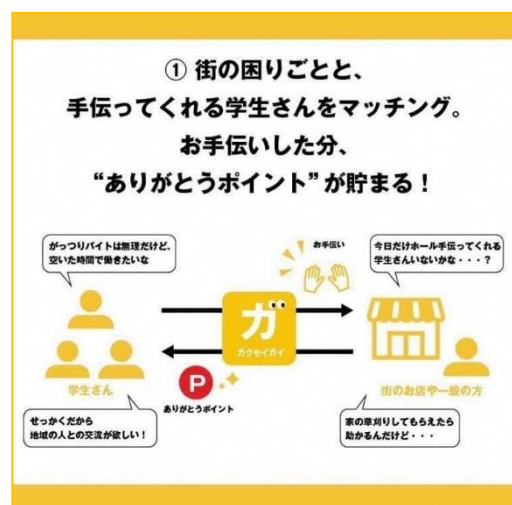 ① 街の困りごとと、
手伝ってくれる学生さんをマッチング。
お手伝いした分、
“ありがとうポイント”が貯まる！
がっつりバイトは無理だけど、
空いた時間で働きたいな
お手伝い
今日だけホール手伝ってくれる
学生さんいないかな・・・？
ガ
ガクセイガイ
学生さん
P
ありがとうポイント
街のお店や一般の方
せっかくだから
地域の人との交流が欲しい！
家の草刈りしてもらえたら
助かるんだけど・・・